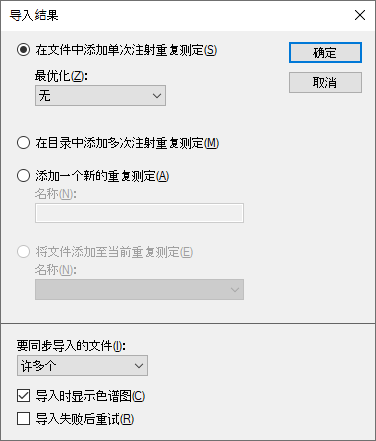 导入结果
在文件中添加单次注射重复测定(S)
确定
最优化(Z):
取消
无
在目录中添加多次注射重复测定(M)
添加一个新的重复测定(A)
名称(N):
将文件添加至当前重复测定(E)
名称(N):
要同步导入的文件(I):
许多个
导入时显示色谱图(C)
导入失败后重试(R)